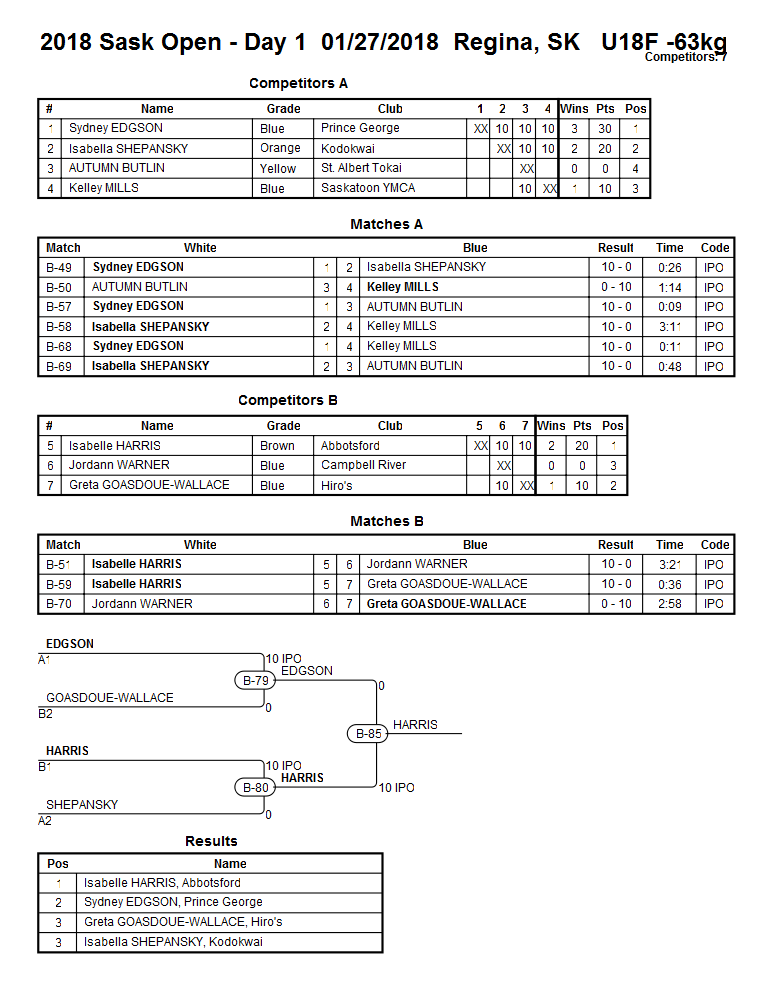 2018 Sask Open - Day 1 01/27/2018 Regina, SK U18F -63kg
Competitors: 7
Competitors A
# Name Grade Club 1 2 3 4 Wins Pts Pos
1 Sydney EDGSON Blue Prince George XX 10 10 10 3 30 1
2 Isabella SHEPANSKY Orange Kodokwai XX 10 10 2 20 2
3 AUTUMN BUTLIN Yellow St. Albert Tokai XX 0 0 4
4 Kelley MILLS Blue Saskatoon YMCA 10 XX 1 10 3
Matches A
Match White Blue Result Time Code
B-49 Sydney EDGSON 1 2 Isabella SHEPANSKY 10 - 0 0:26 IPO
B-50 AUTUMN BUTLIN 3 4 Kelley MILLS 0 - 10 1:14 IPO
B-57 Sydney EDGSON 1 3 AUTUMN BUTLIN 10 - 0 0:09 IPO
B-58 Isabella SHEPANSKY 2 4 Kelley MILLS 10 - 0 3:11 IPO
B-68 Sydney EDGSON 1 4 Kelley MILLS 10 - 0 0:11 IPO
B-69 Isabella SHEPANSKY 2 3 AUTUMN BUTLIN 10 - 0 0:48 IPO
Competitors B
# Name Grade Club 5 6 7 Wins Pts Pos
5 Isabelle HARRIS Brown Abbotsford XX 10 10 2 20 1
6 Jordann WARNER Blue Campbell River XX 0 0 3
7 Greta GOASDOUE-WALLACE Blue Hiro's 10 XX 1 10 2
Matches B
Match White Blue Result Time Code
B-51 Isabelle HARRIS 5 6 Jordann WARNER 10 - 0 3:21 IPO
B-59 Isabelle HARRIS 5 7 Greta GOASDOUE-WALLACE 10 - 0 0:36 IPO
B-70 Jordann WARNER 6 7 Greta GOASDOUE-WALLACE 0 - 10 2:58 IPO
EDGSON
A1 10 IPO
B-79 EDGSON
0
GOASDOUE-WALLACE
B2 0
B-85 HARRIS
HARRIS
B1 10 IPO
B-80 HARRIS
10 IPO
SHEPANSKY
A2 0
Results
Pos Name
1 Isabelle HARRIS, Abbotsford
2 Sydney EDGSON, Prince George
3 Greta GOASDOUE-WALLACE, Hiro's
3 Isabella SHEPANSKY, Kodokwai